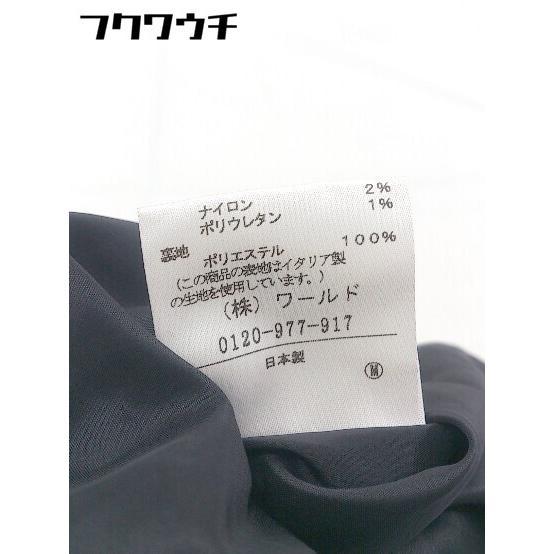 フクワウチ
ナイロン 2%
ポリウレタン 1%
裏地 ポリエステル 100%
(この商品の表地はイタリア製
の生地を使用しています。)
(株) ワールド
0120-977-917
日本製
M